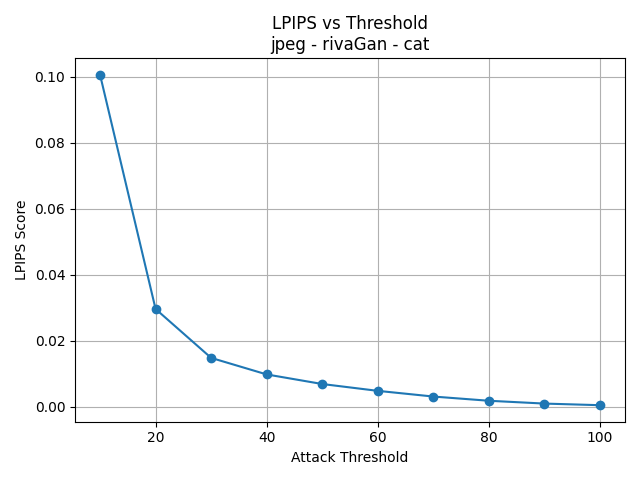 LPIPS vs Threshold
jpeg - rivaGan - cat
0.10
0.08
0.06
0.04
0.02
0.00
LPIPS Score
20 40 60 80 100
Attack Threshold